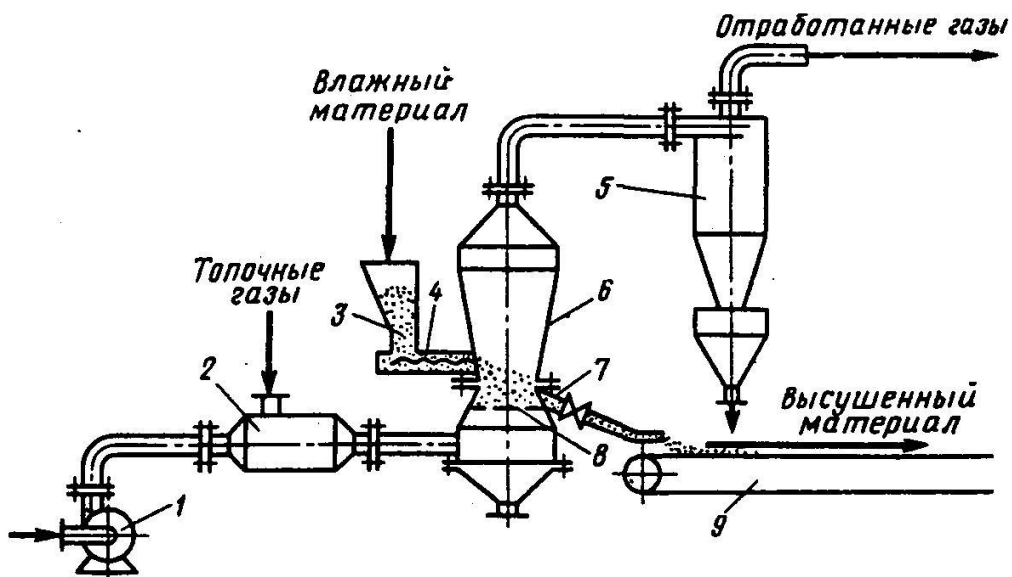 Отработанные газы
Влажный
материал
5
Топочные
газы
3
4
6
2
7
Высушенный
материал
8
1
9